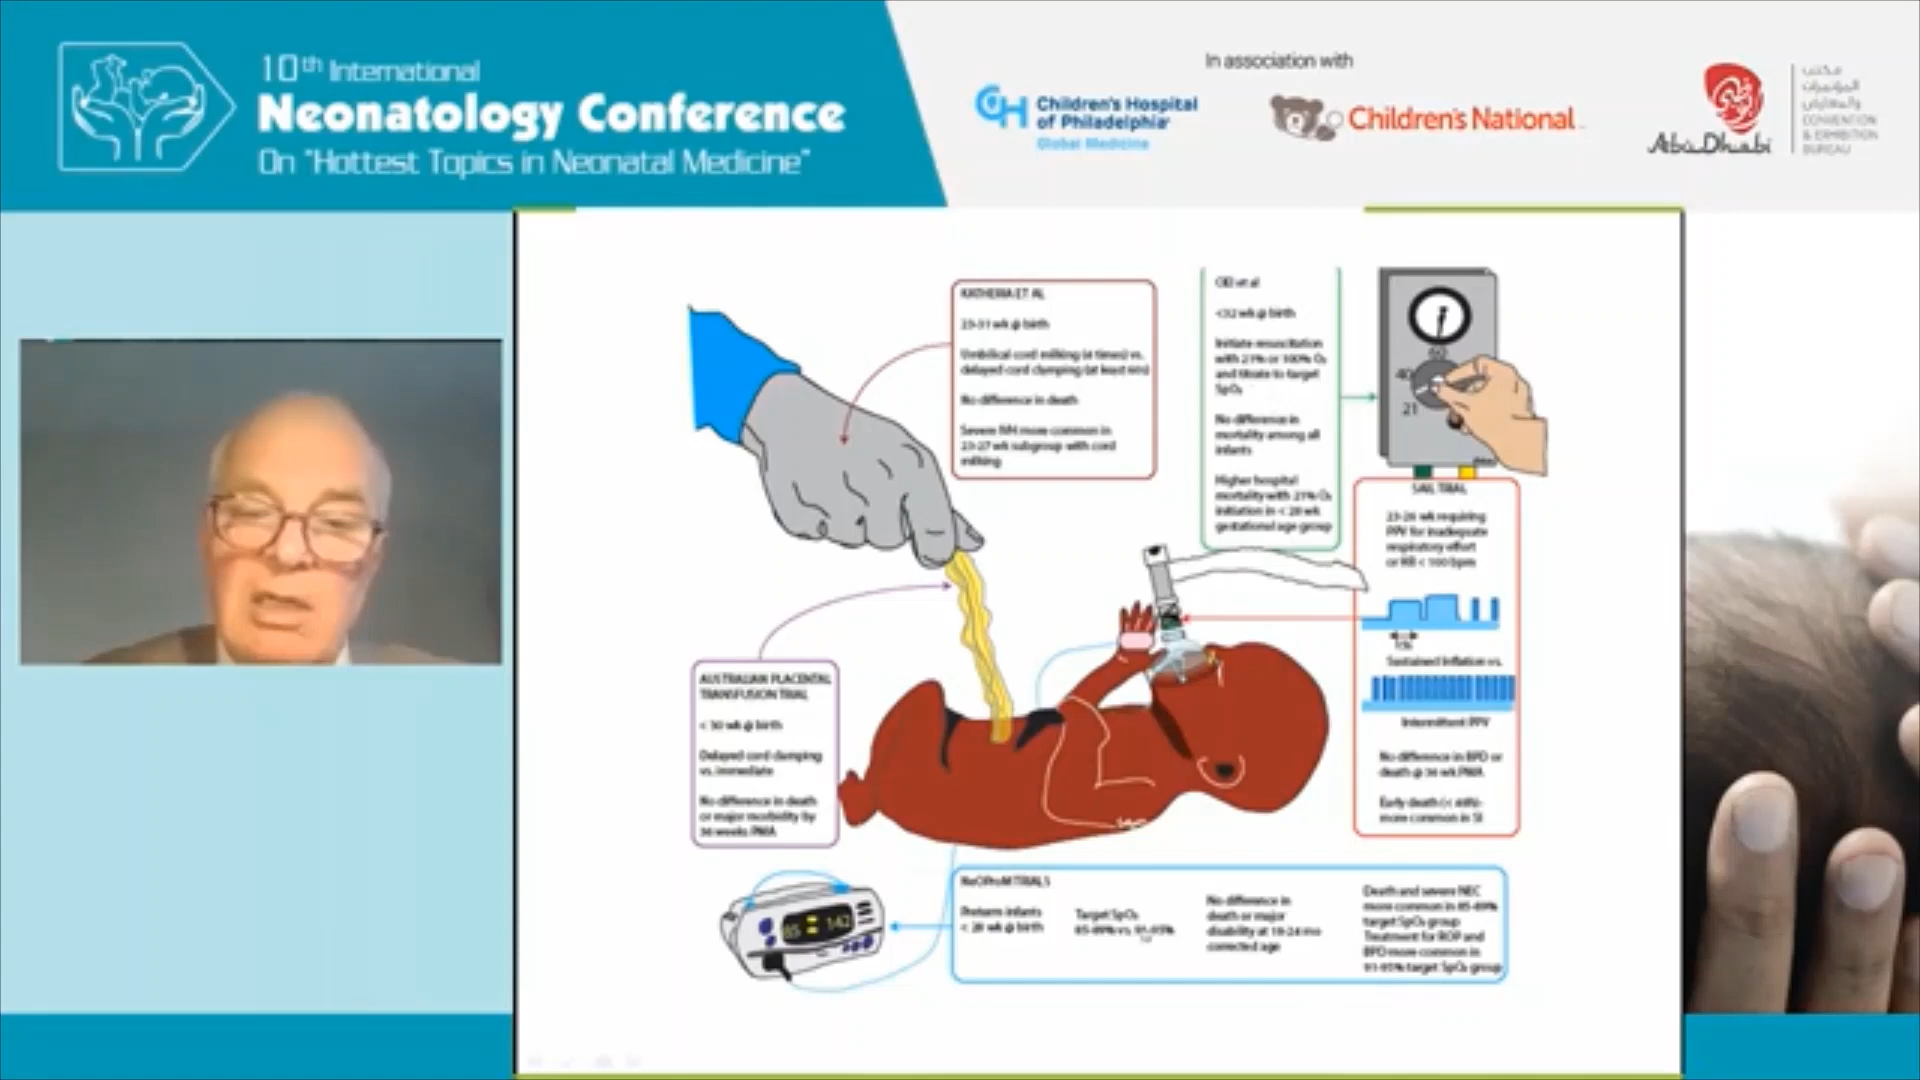 10th International
Neonatology Conference
On "Hottest Topics in Neonatal Medicine"
In association with
Children's Hospital
of Philadelphia
Global Medicine
Children's National
Abu Dhabi
مكتب
المؤتمرات
والمعارض
CONVENTION
& EXHIBITION
BUREAU
KATHERIA ET AL
23-31 wk @ birth
Umbilical cord milking (4 times) vs.
delayed cord clamping (at least
No difference in death
Severe IVH more common in
23-27 wk subgroup with cord
milking
Oei et al
<32 wk @ birth
Initiate resuscitation
with 21% or 100% O₂
and titrate to target
SpO₂
No difference in
mortality among all
infants
Higher hospital
mortality with 21% O₂
initiation in < 28 wk
gestational age group
60
40
21
SAIL TRIAL
23-26 wk requiring
PPV for inadequate
respiratory effort
or HR < 100 bpm
Sustained Inflation vs.
Intermittent PPV
No difference in BPD or
death @ 36 wk PMA
Early death (< 48h)-
more common in SI
AUSTRALIAN PLACENTAL
TRANSFUSION TRIAL
< 30 wk @ birth
Delayed cord clamping
vs. immediate
No difference in death
or major morbidity by
36 weeks PMA
85 142
NeOProM TRIALS
Preterm infants
< 28 wk @ birth
Target SpO₂
85-89% vs. 91-95%
No difference in
death or major
disability at 18-24 mo
corrected age
Death and severe NEC
more common in 85-89%
target SpO₂ group
Treatment for ROP and
BPD more common in
91-95% target SpO₂ group